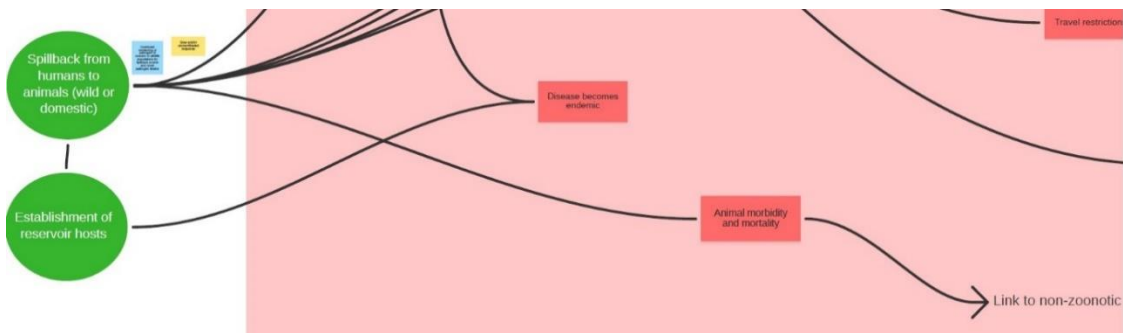 Spillback from
humans to
animals (wild or
domestic)
Travel restriction
Disease becomes
endemic
Establishment of
reservoir hosts
Animal morbidity
and mortality
Link to non-zoonotic